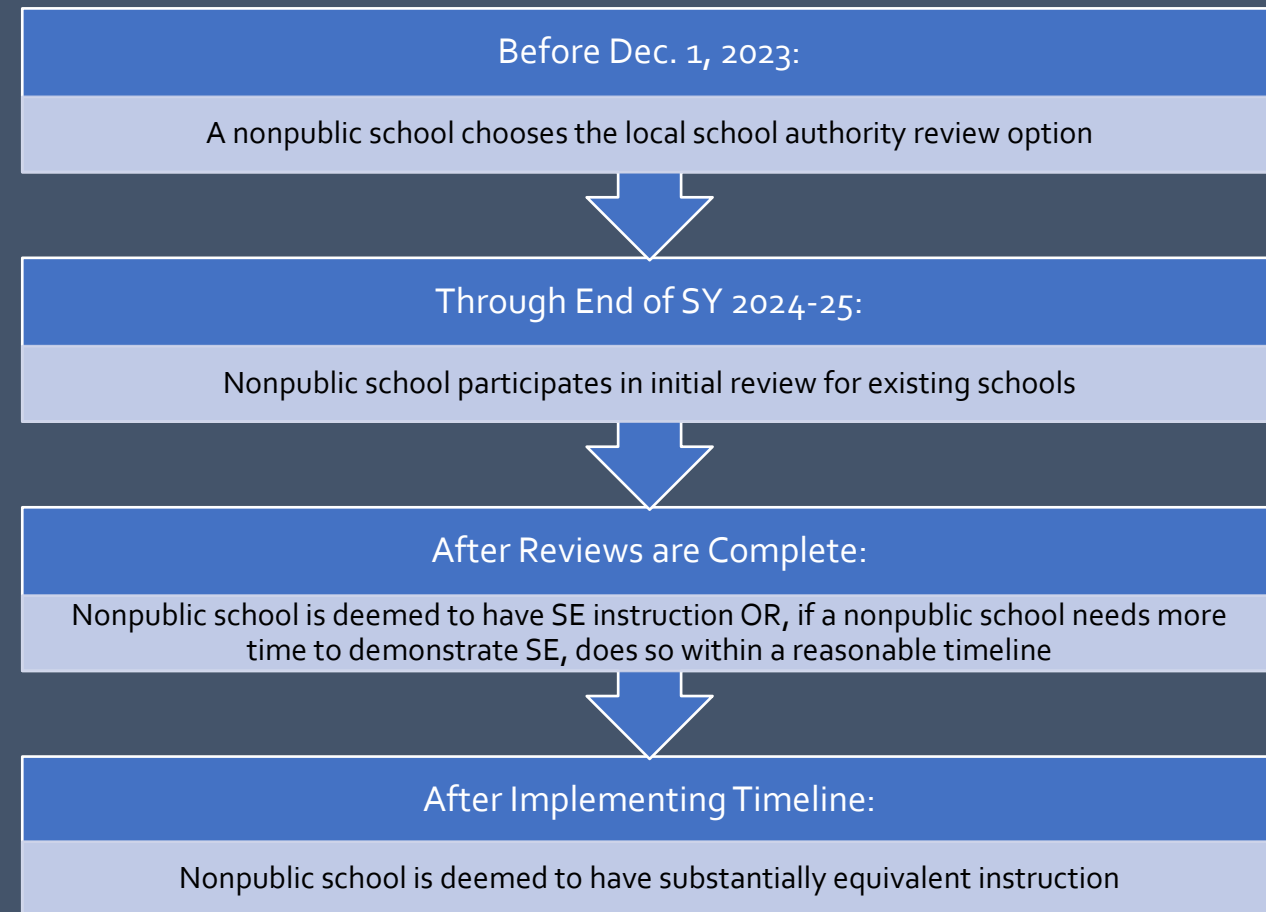 Before Dec. 1, 2023:
A nonpublic school chooses the local school authority review option
Through End of SY 2024-25:
Nonpublic school participates in initial review for existing schools
After Reviews are Complete:
Nonpublic school is deemed to have SE instruction OR, if a nonpublic school needs more
time to demonstrate SE, does so within a reasonable timeline
After Implementing Timeline:
Nonpublic school is deemed to have substantially equivalent instruction